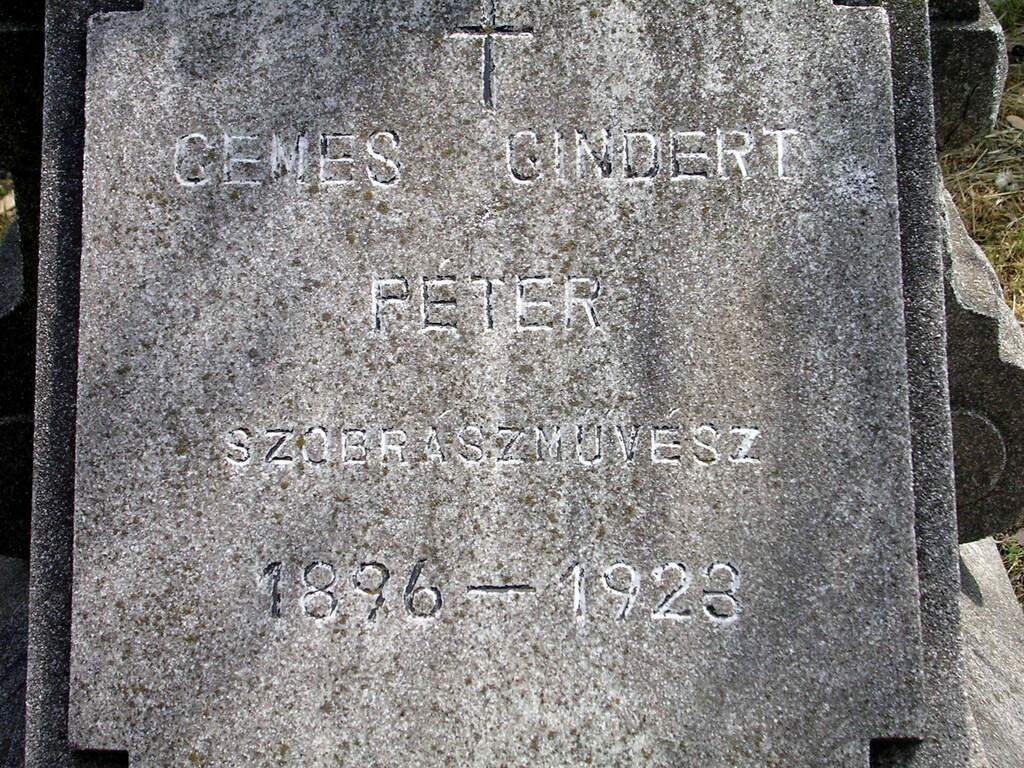 GEMES GINDERT
PÉTER
SZOBRÁSZMŰVÉSZ
1896 – 1923